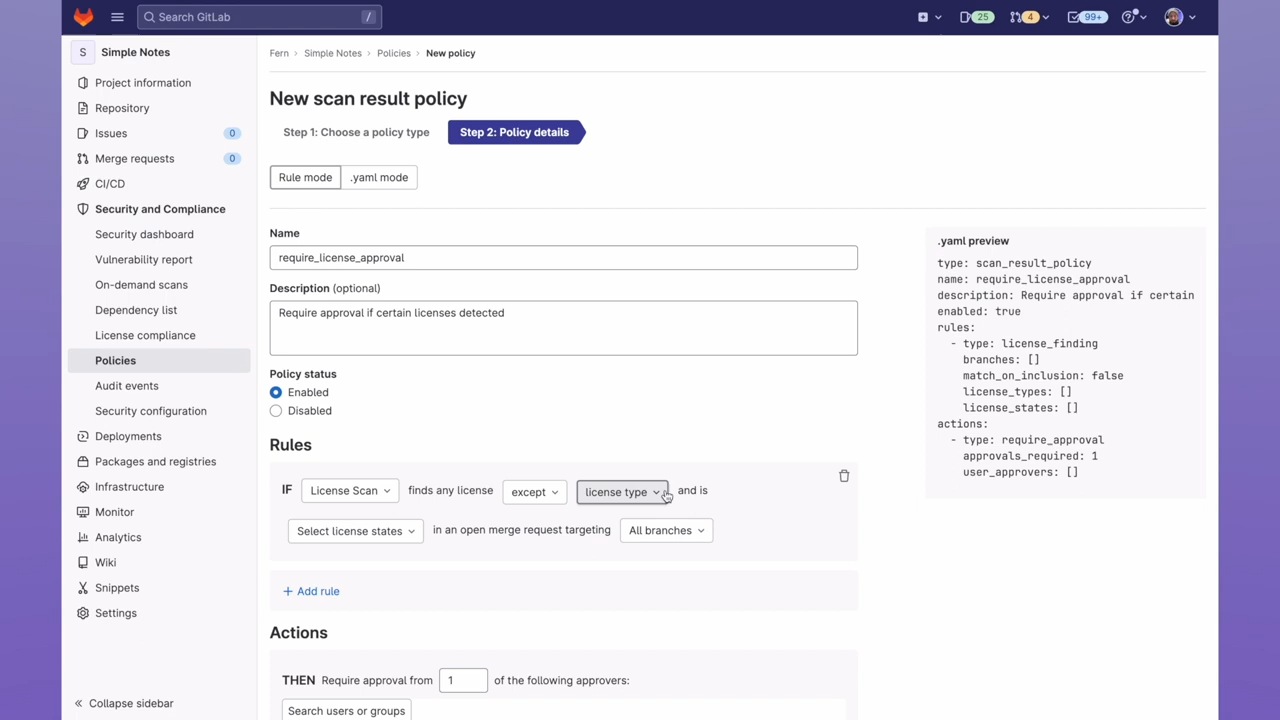 Search GitLab /
25
4
99+
S Simple Notes
Project information
Repository
Issues 0
Merge requests 0
CI/CD
Security and Compliance
Security dashboard
Vulnerability report
On-demand scans
Dependency list
License compliance
Policies
Audit events
Security configuration
Deployments
Packages and registries
Infrastructure
Monitor
Analytics
Wiki
Snippets
Settings
Collapse sidebar
Fern › Simple Notes › Policies › New policy
New scan result policy
Step 1: Choose a policy type Step 2: Policy details
Rule mode .yaml mode
Name
require_license_approval
Description (optional)
Require approval if certain licenses detected
Policy status
Enabled
Disabled
Rules
IF License Scan finds any license except license type and is
Select license states in an open merge request targeting All branches
+ Add rule
Actions
THEN Require approval from 1 of the following approvers:
Search users or groups
.yaml preview
type: scan_result_policy
name: require_license_approval
description: Require approval if certain
enabled: true
rules:
- type: license_finding
branches: []
match_on_inclusion: false
license_types: []
license_states: []
actions:
- type: require_approval
approvals_required: 1
user_approvers: []